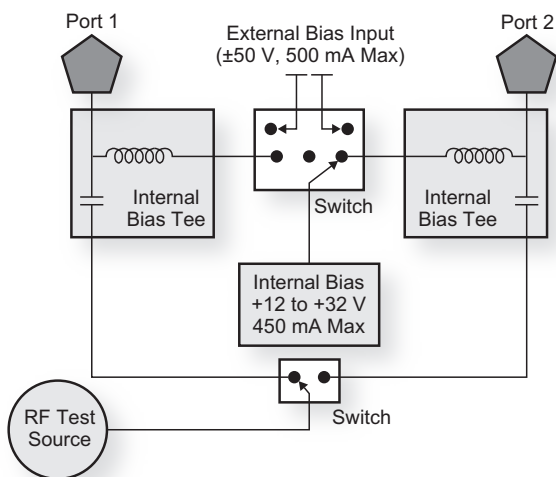 Port 1
External Bias Input
(±50 V, 500 mA Max)
Port 2
Internal
Bias Tee
Switch
Internal
Bias Tee
Internal Bias
+12 to +32 V
450 mA Max
RF Test
Source
Switch